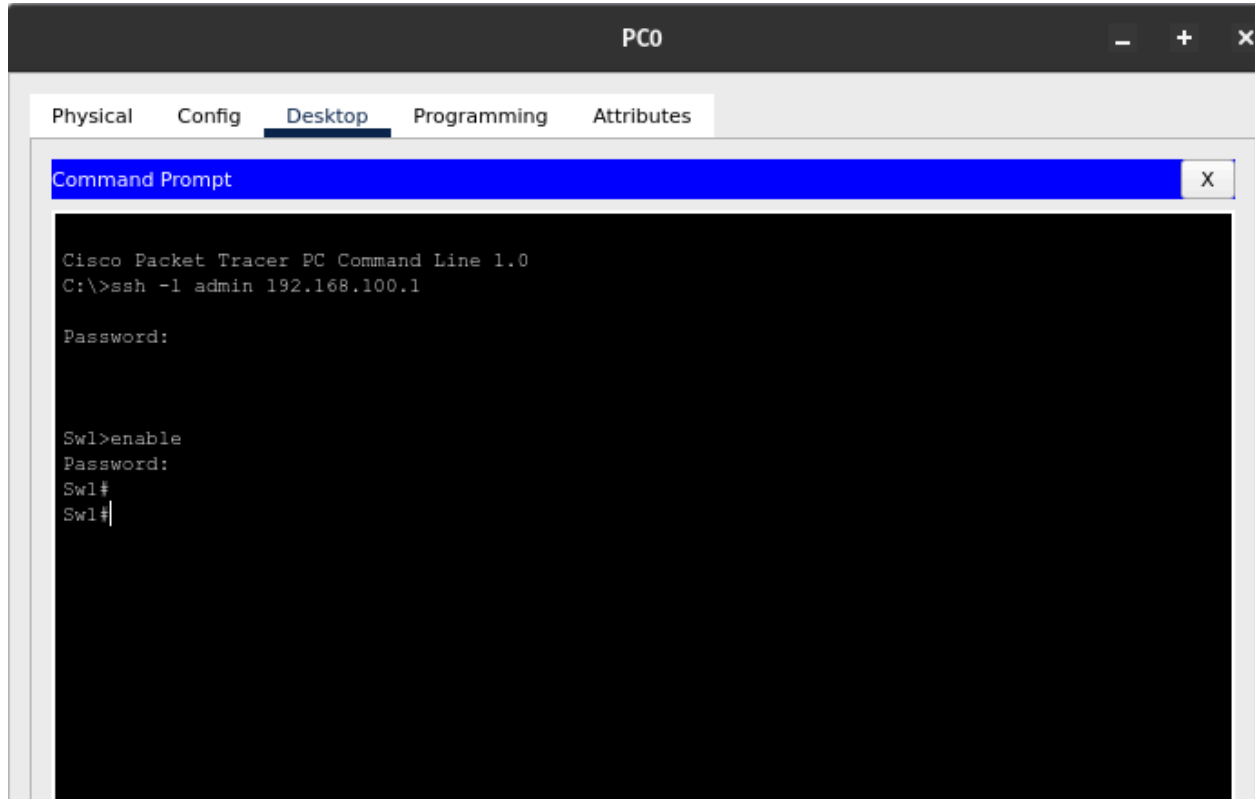 PC0
Physical Config Desktop Programming Attributes
Command Prompt
X
Cisco Packet Tracer PC Command Line 1.0
C:\>ssh -l admin 192.168.100.1
Password:
Sw1>enable
Password:
Sw1#
Sw1#